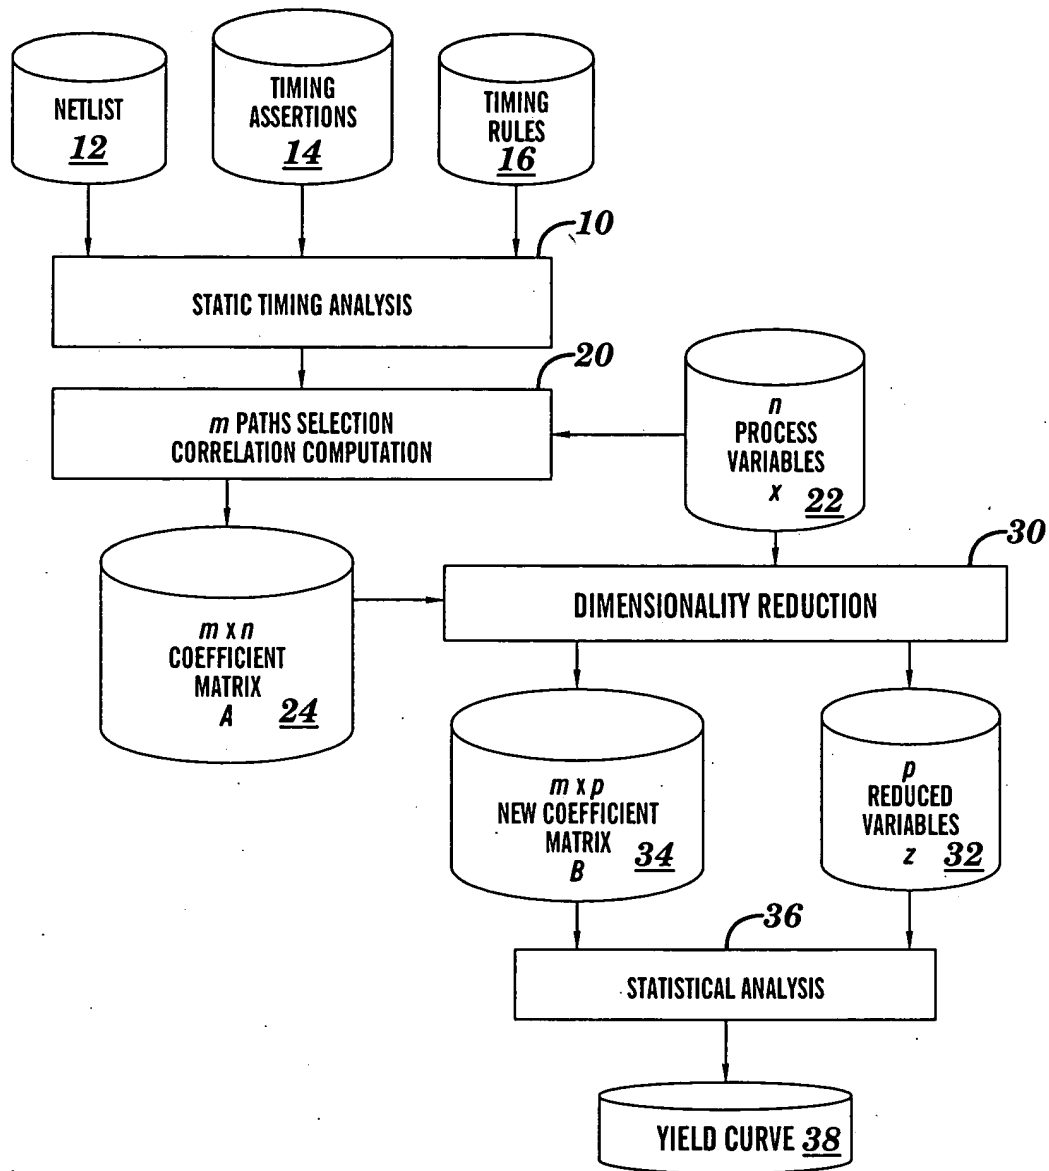 NETLIST
12
TIMING
ASSERTIONS
14
TIMING
RULES
16
10
STATIC TIMING ANALYSIS
20
m PATHS SELECTION
CORRELATION COMPUTATION
n
PROCESS
VARIABLES
x 22
30
DIMENSIONALITY REDUCTION
m x n
COEFFICIENT
MATRIX
A 24
m x p
NEW COEFFICIENT
MATRIX
B 34
p
REDUCED
VARIABLES
z 32
36
STATISTICAL ANALYSIS
YIELD CURVE 38